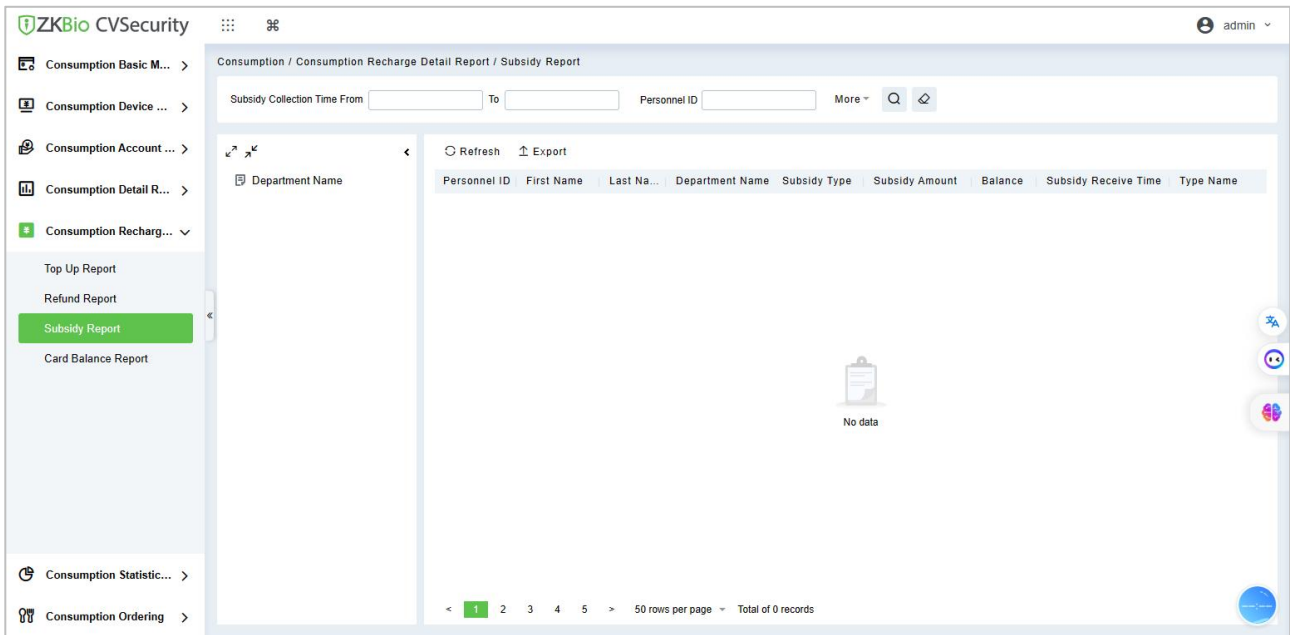 ZKBio CVSecurity
admin
Consumption Basic M...
Consumption Device ...
Consumption Account ...
Consumption Detail R...
Consumption Recharg...
Top Up Report
Refund Report
Subsidy Report
Card Balance Report
Consumption Statistic...
Consumption Ordering
Consumption / Consumption Recharge Detail Report / Subsidy Report
Subsidy Collection Time From To Personnel ID More
Department Name
Refresh Export
Personnel ID First Name Last Na... Department Name Subsidy Type Subsidy Amount Balance Subsidy Receive Time Type Name
No data
< 1 2 3 4 5 > 50 rows per page Total of 0 records